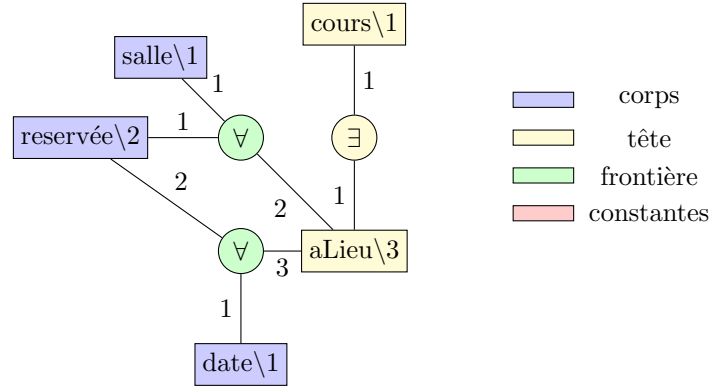 cours\1
salle\1
1
1
corps
reservée\2
1
∀
∃
tête
2
1
frontière
2
∀
3
aLieu\3
constantes
1
date\1